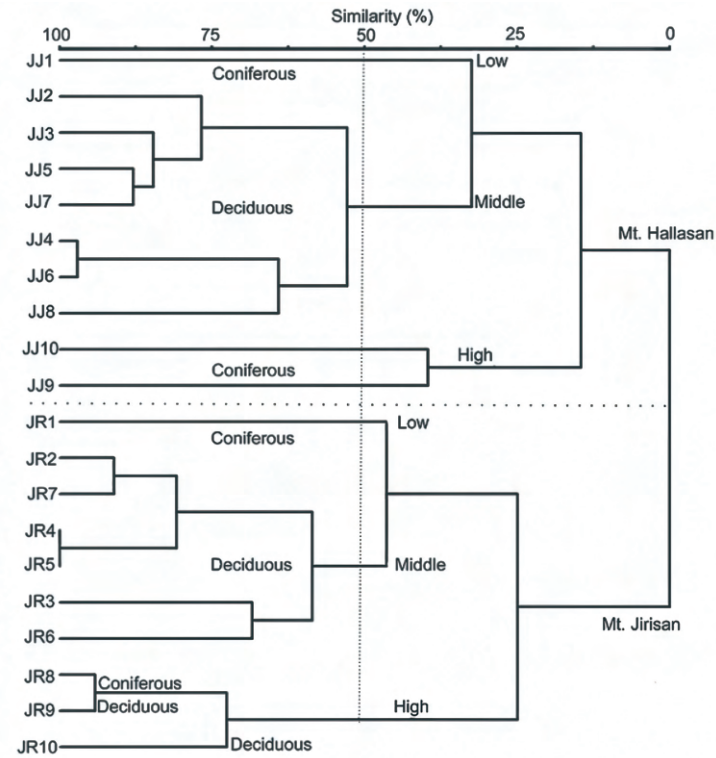 Similarity (%)
100 75 50 25 0
JJ1
Low
Coniferous
JJ2
JJ3
JJ5
JJ7
Deciduous
Middle
Mt. Hallasan
JJ4
JJ6
JJ8
JJ10
High
Coniferous
JJ9
JR1
Low
Coniferous
JR2
JR7
JR4
JR5
Deciduous
Middle
JR3
JR6
Mt. Jirisan
JR8
Coniferous
JR9
Deciduous
High
JR10
Deciduous